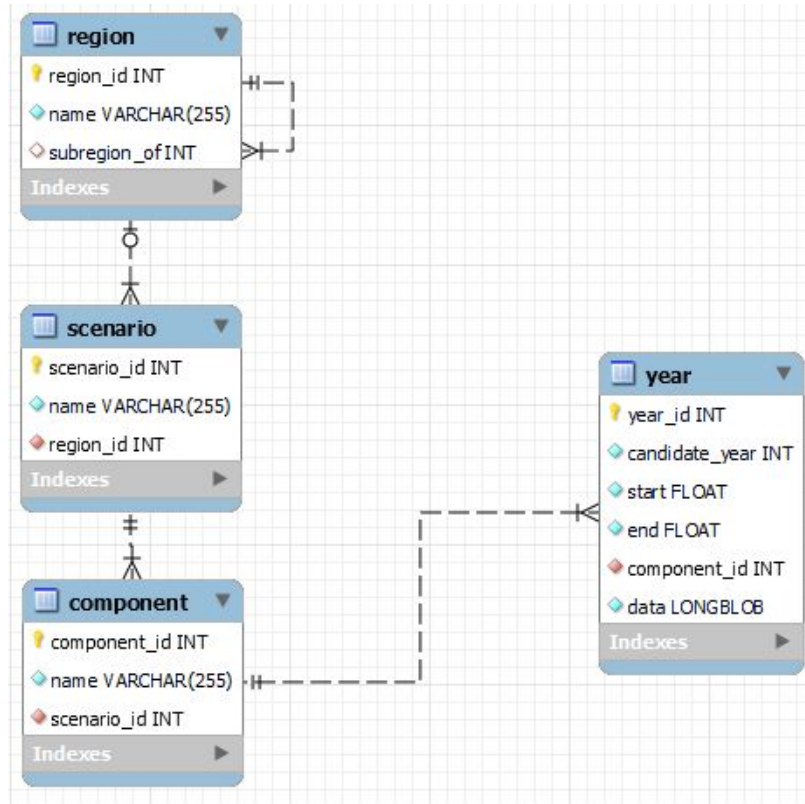 region
region_id INT
name VARCHAR(255)
subregion_of INT
Indexes
scenario
scenario_id INT
name VARCHAR(255)
region_id INT
Indexes
component
component_id INT
name VARCHAR(255)
scenario_id INT
Indexes
year
year_id INT
candidate_year INT
start FLOAT
end FLOAT
component_id INT
data LONGBLOB
Indexes